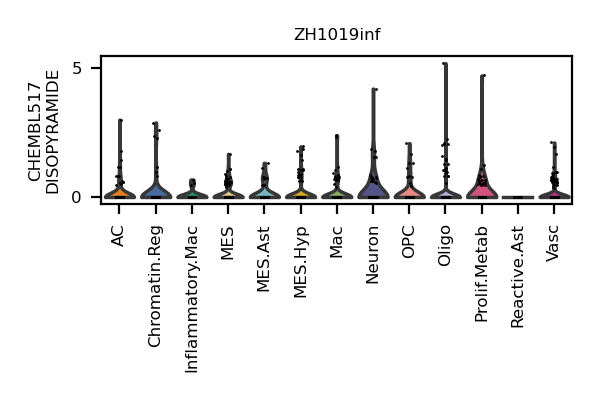 ZH1019inf
CHEMBL517
DISOPYRAMIDE
5
0
AC
Chromatin.Reg
Inflammatory.Mac
MES
MES.Ast
MES.Hyp
Mac
Neuron
OPC
Oligo
Prolif.Metab
Reactive.Ast
Vasc